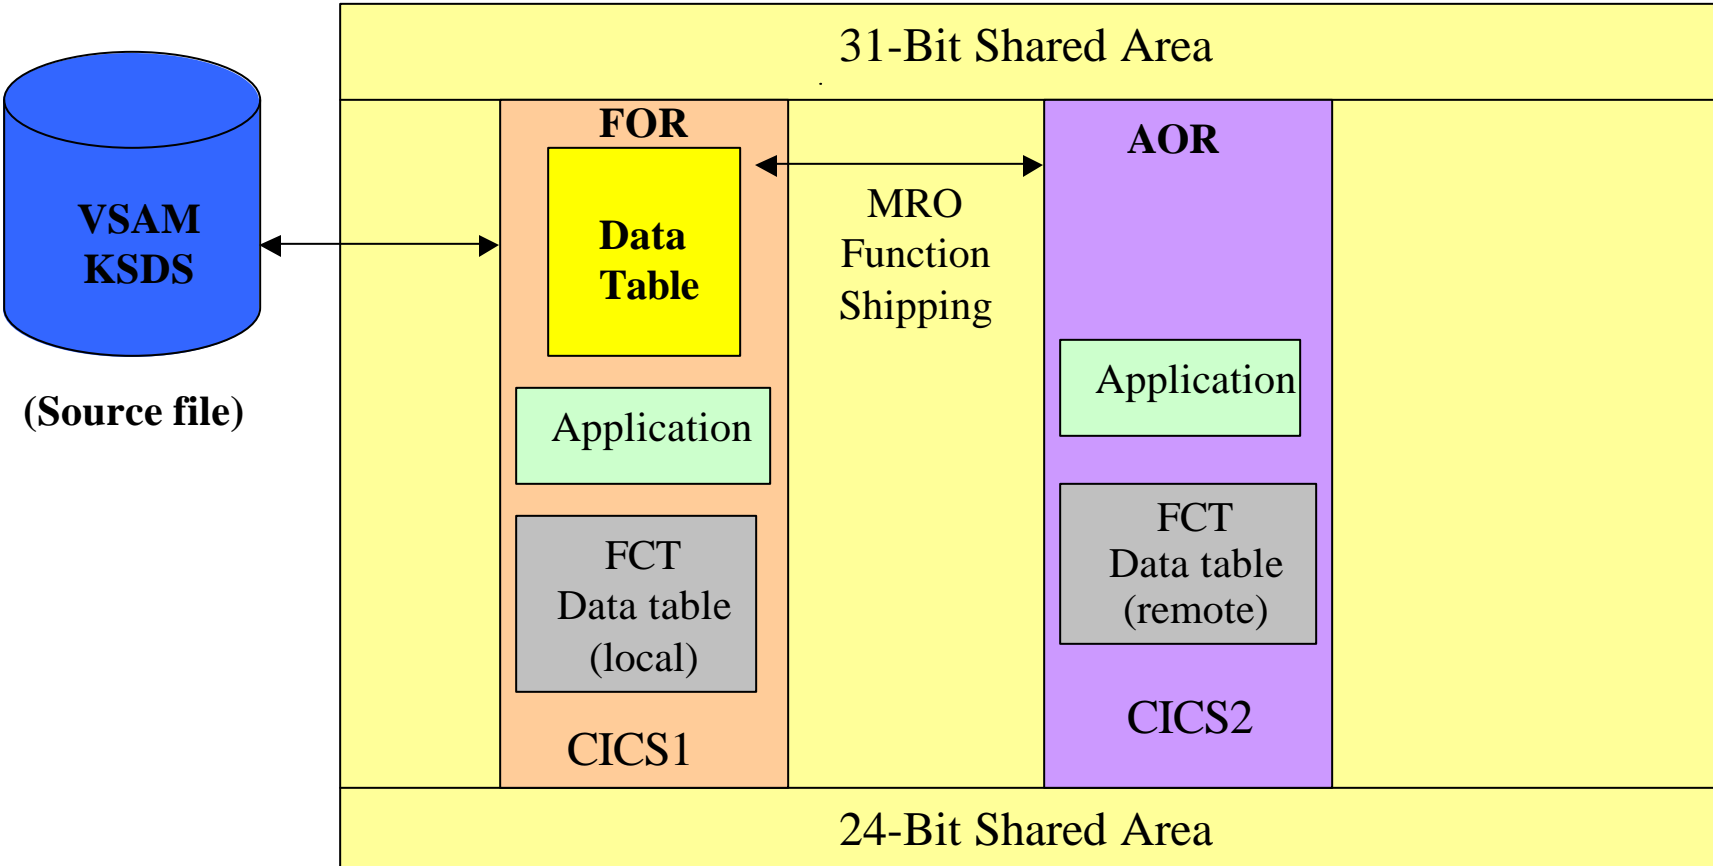 31-Bit Shared Area
VSAM
KSDS
(Source file)
FOR
Data
Table
Application
FCT
Data table
(local)
CICS1
MRO
Function
Shipping
AOR
Application
FCT
Data table
(remote)
CICS2
24-Bit Shared Area